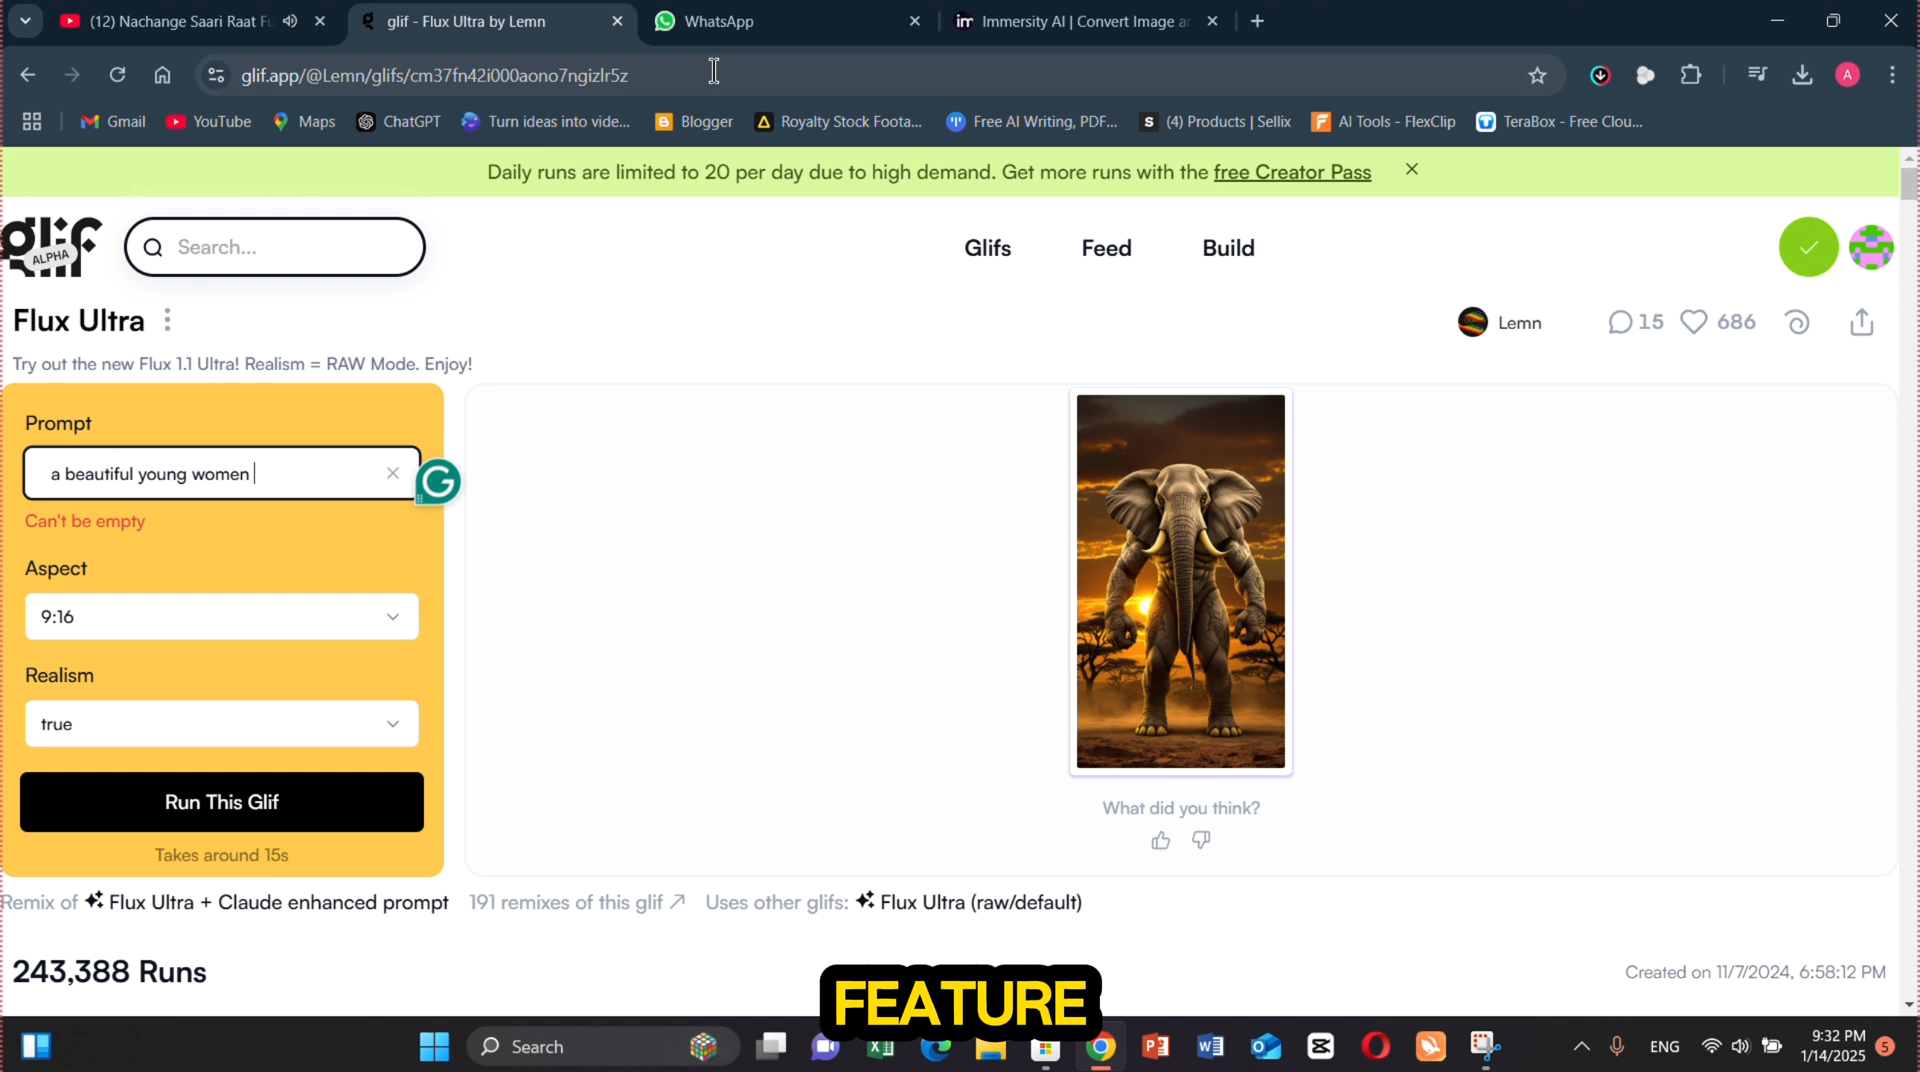 (12) Nachange Saari Raat Fu
glif - Flux Ultra by Lemn
WhatsApp
im Immersity AI | Convert Image an
glif.app/@Lemn/glifs/cm37fn42i000aono7ngizlr5z
A
Gmail
YouTube
Maps
ChatGPT
Turn ideas into vide...
Blogger
Royalty Stock Foota...
Free AI Writing, PDF...
S (4) Products | Sellix
AI Tools - FlexClip
TeraBox - Free Clou...
Daily runs are limited to 20 per day due to high demand. Get more runs with the free Creator Pass
glif
ALPHA
Search...
Glifs
Feed
Build
Flux Ultra
Lemn
15
686
Try out the new Flux 1.1 Ultra! Realism = RAW Mode. Enjoy!
Prompt
a beautiful young women
Can't be empty
Aspect
9:16
Realism
true
Run This Glif
Takes around 15s
What did you think?
Remix of Flux Ultra + Claude enhanced prompt
191 remixes of this glif
Uses other glifs: Flux Ultra (raw/default)
243,388 Runs
Created on 11/7/2024, 6:58:12 PM
FEATURE
Search
ENG
9:32 PM
1/14/2025
5